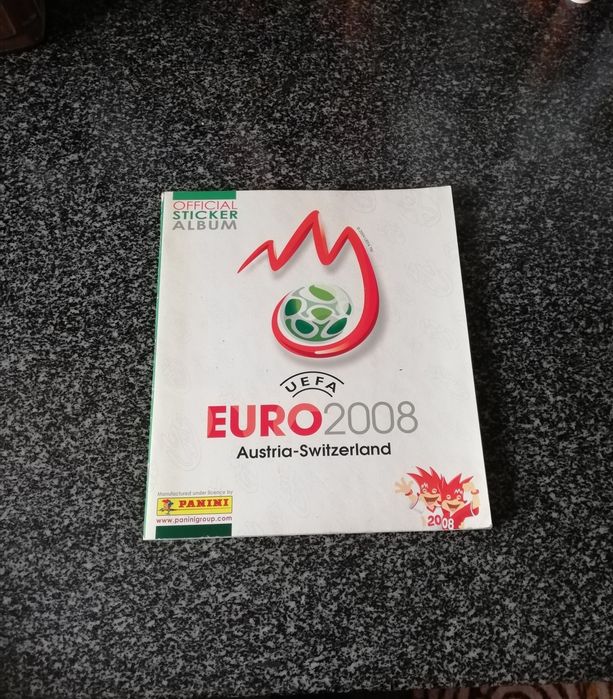 OFFICIAL
STICKER
ALBUM
UEFA
EURO2008
Austria-Switzerland
Manufactured under licence by
PANINI
www.paninigroup.com
2008